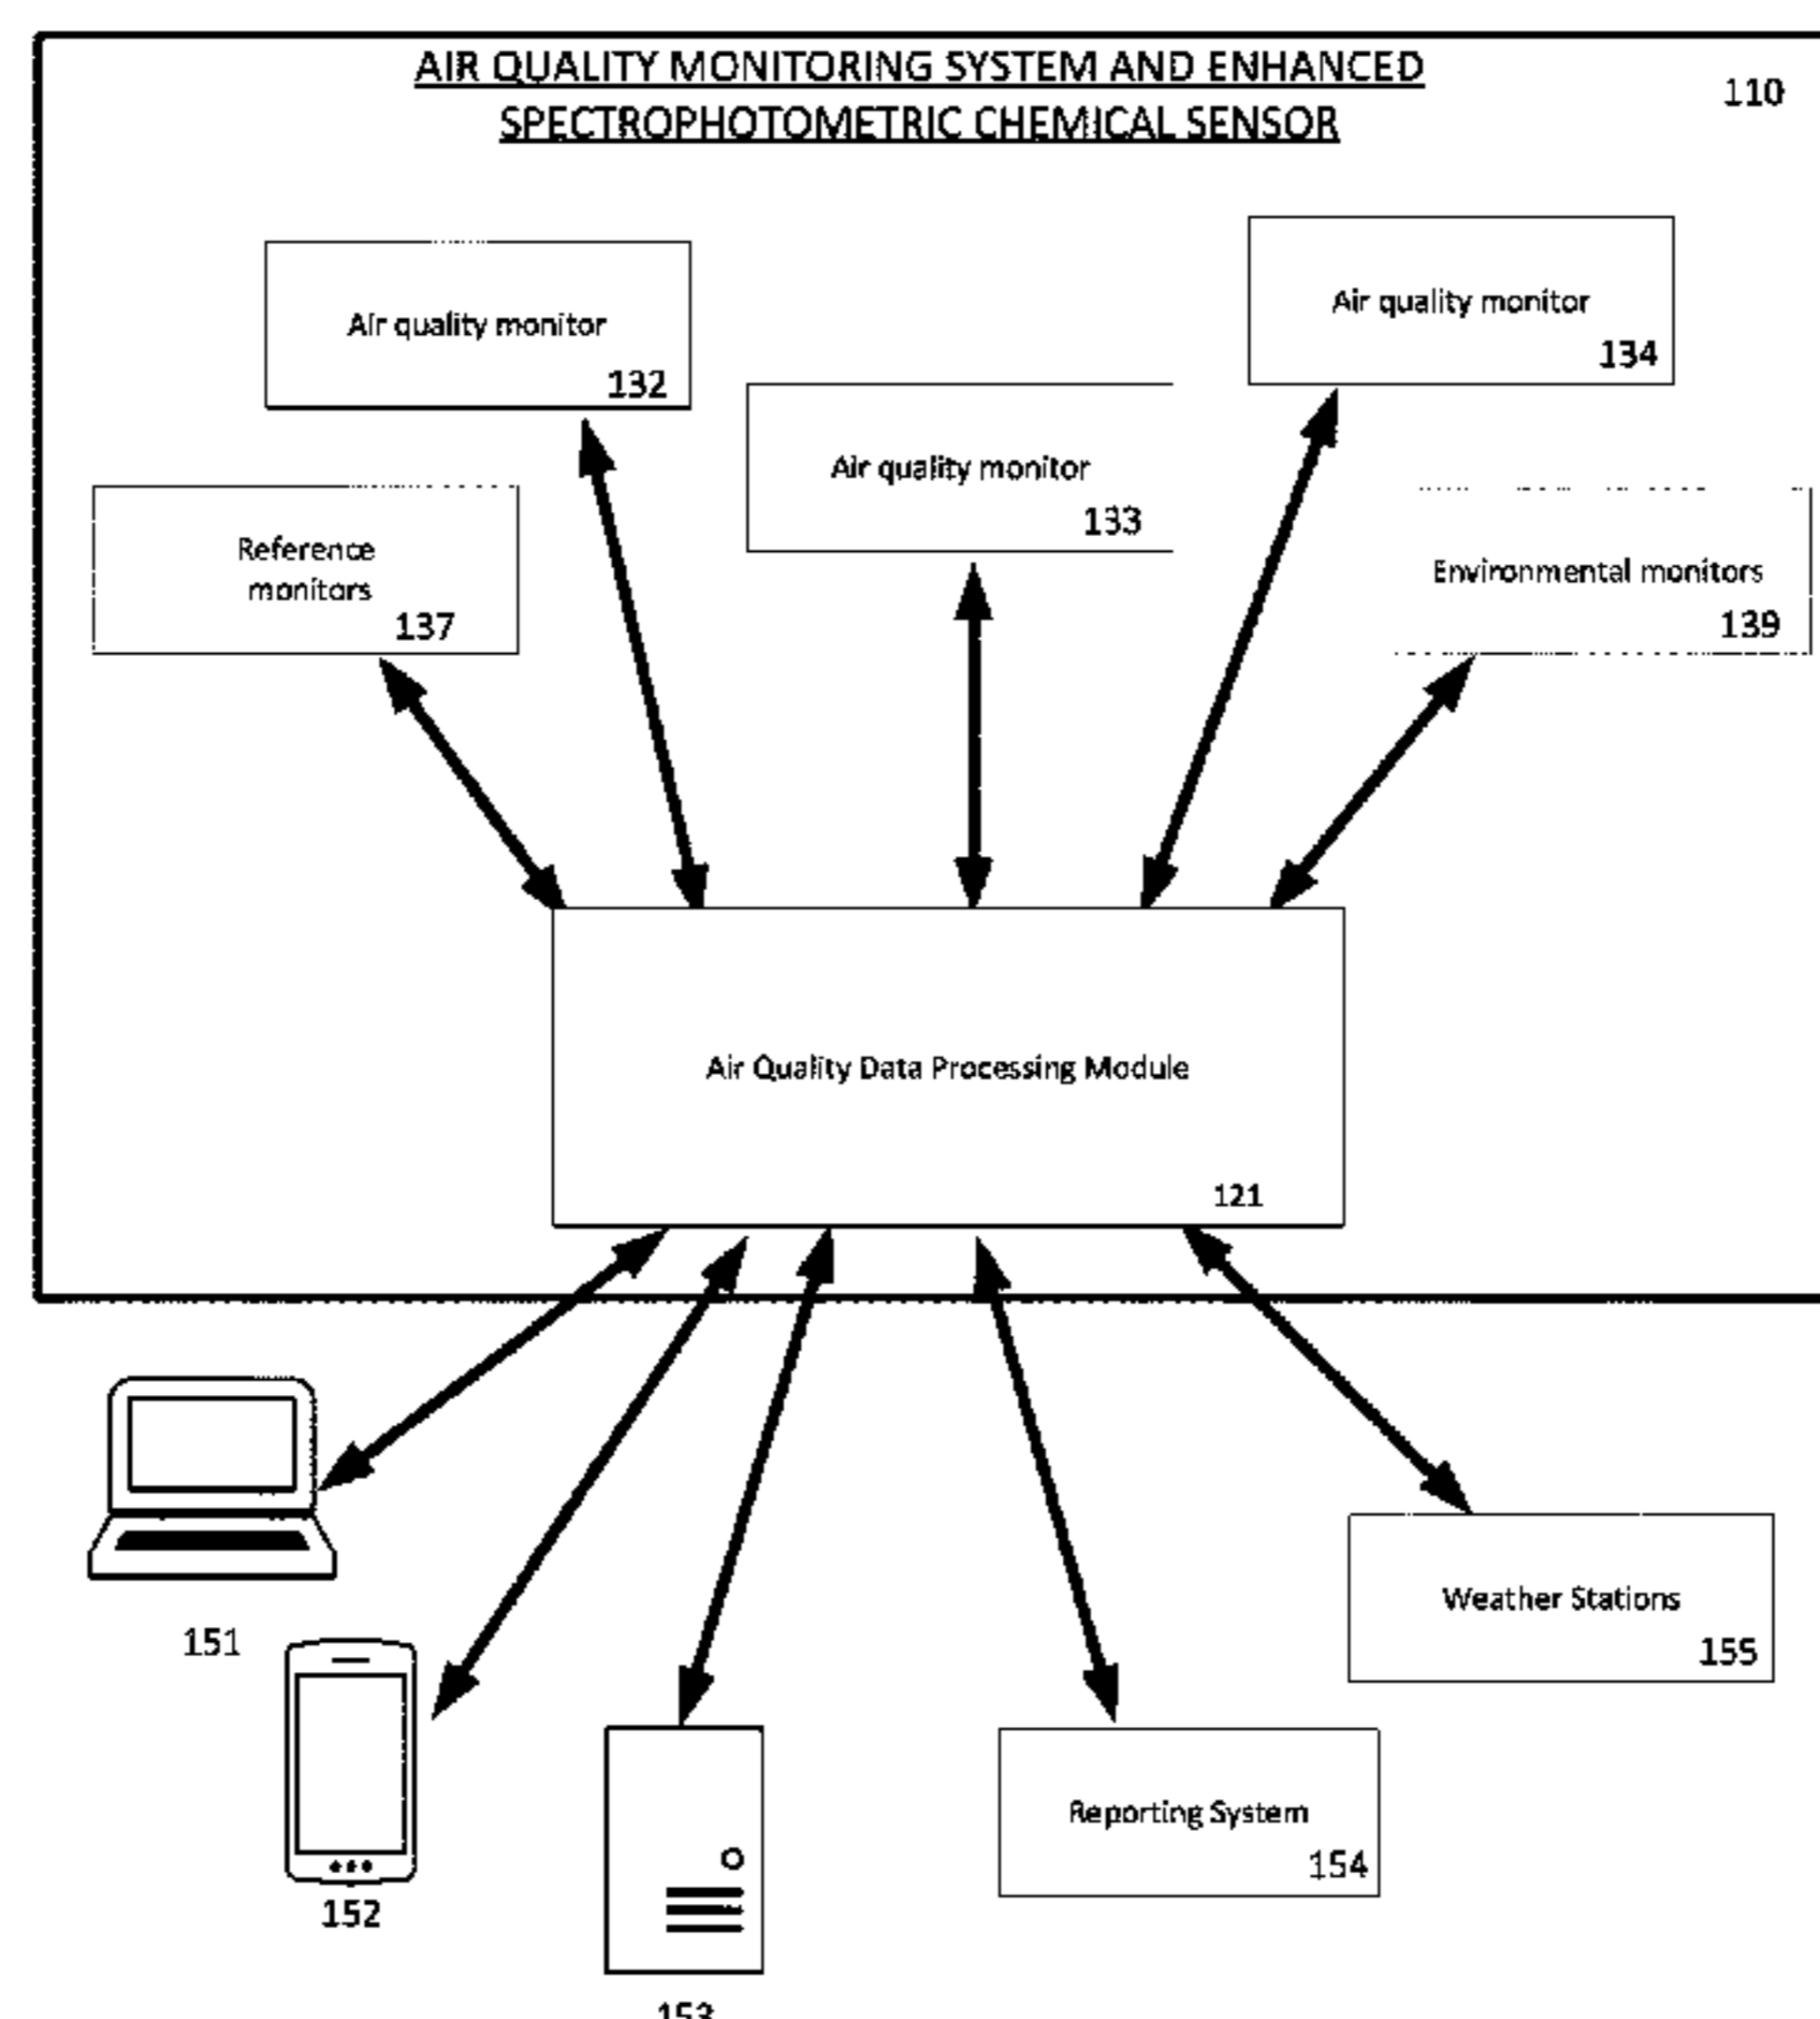 AIR QUALITY MONITORING SYSTEM AND ENHANCED
SPECTROPHOTOMETRIC CHEMICAL SENSOR
110
Air quality monitor
132
Air quality monitor
134
Air quality monitor
133
Reference
monitors
137
Environmental monitors
139
Air Quality Data Processing Module
121
151
152
153
Reporting System
154
Weather Stations
155